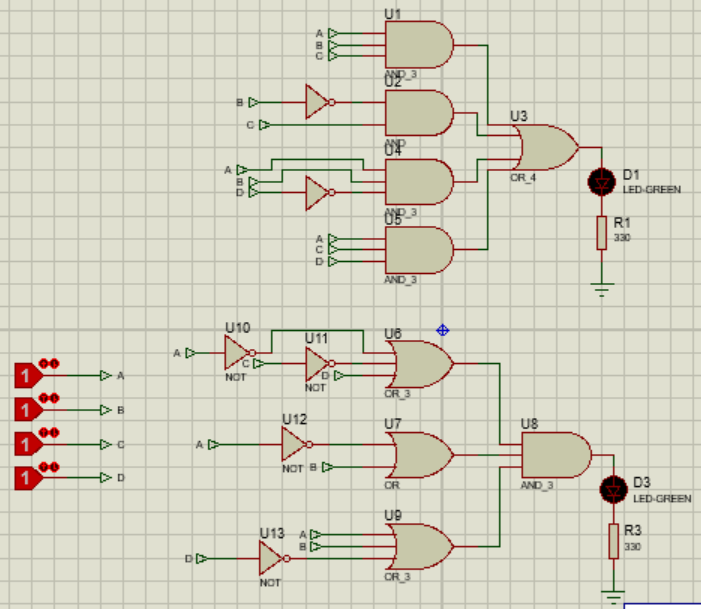 U1
A
B
C
AND_3
U2
B
C
AND
U3
OR_4
U4
A
B
D
AND_3
D1
LED-GREEN
U5
A
C
D
AND_3
R1
330
U10
A
NOT
U11
C
NOT
D
U6
OR_3
1 A
1 B
1 C
1 D
U12
A
NOT
B
U7
OR
U8
AND_3
D3
LED-GREEN
U13
D
NOT
A
B
U9
OR_3
R3
330